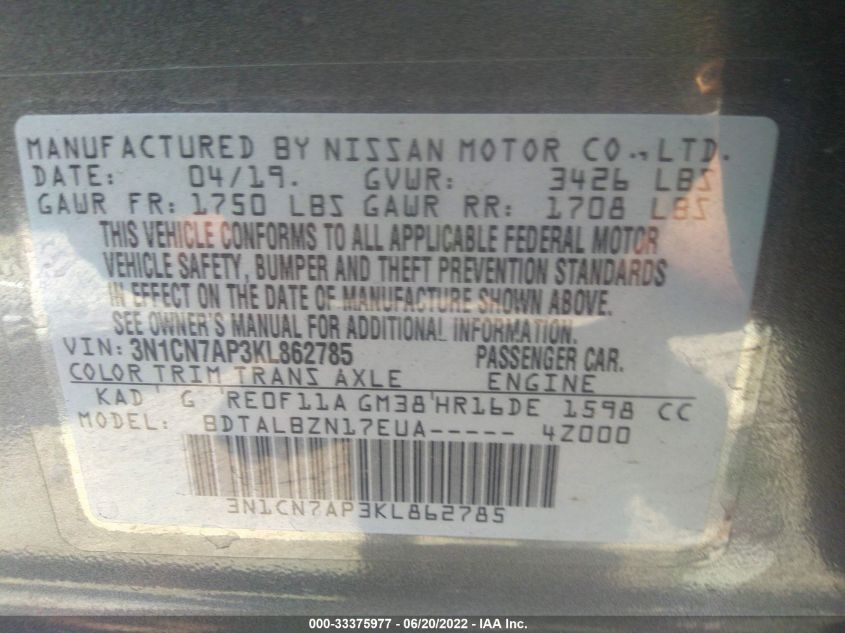 MANUFACTURED BY NISSAN MOTOR CO., LTD.
DATE: 04/19. GVWR: 3426 LBS
GAWR FR: 1750 LBS GAWR RR: 1708 LBS
THIS VEHICLE CONFORMS TO ALL APPLICABLE FEDERAL MOTOR
VEHICLE SAFETY, BUMPER AND THEFT PREVENTION STANDARDS
IN EFFECT ON THE DATE OF MANUFACTURE SHOWN ABOVE.
SEE OWNER'S MANUAL FOR ADDITIONAL INFORMATION.
VIN: 3N1CN7AP3KL862785 PASSENGER CAR.
COLOR TRIM TRANS AXLE ENGINE
KAD G RE0F11A GM38 HR16DE 1598 CC
MODEL: BDTALBZN17EUA----- 4Z000
3N1CN7AP3KL862785
000-33375977 - 06/20/2022 - IAA Inc.